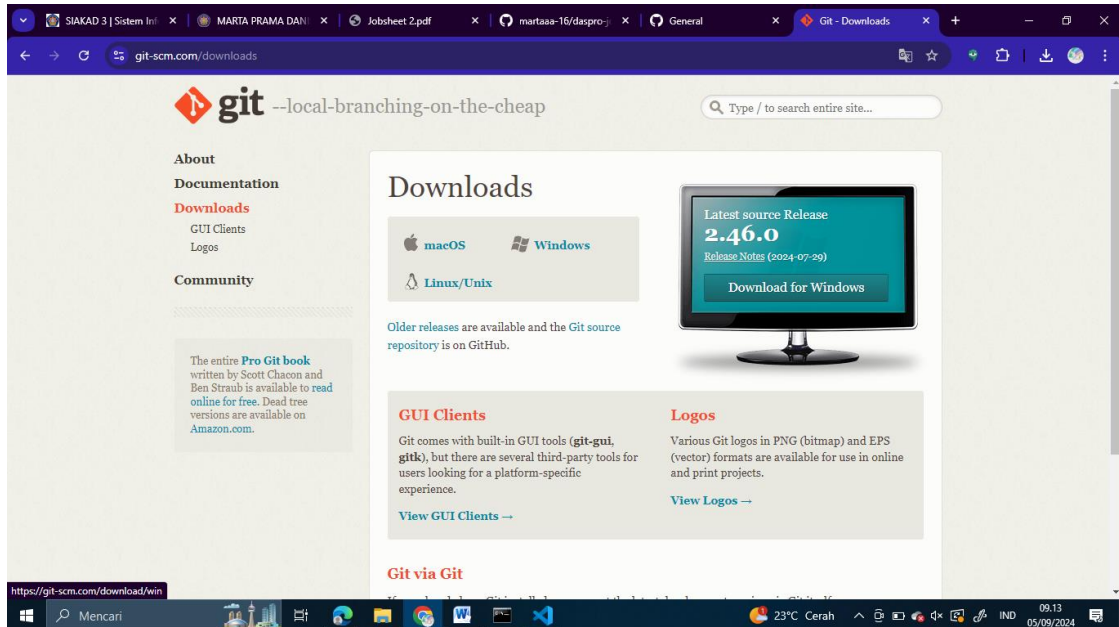 SIAKAD 3 | Sistem Inf
MARTA PRAMA DAN
Jobsheet 2.pdf
martaaa-16/daspro-j
General
Git - Downloads
git-scm.com/downloads
git --local-branching-on-the-cheap
Type / to search entire site...
About
Documentation
Downloads
GUI Clients
Logos
Community
The entire Pro Git book
written by Scott Chacon and
Ben Straub is available to read
online for free. Dead tree
versions are available on
Amazon.com.
Downloads
macOS
Windows
Linux/Unix
Older releases are available and the Git source
repository is on GitHub.
Latest source Release
2.46.0
Release Notes (2024-07-29)
Download for Windows
GUI Clients
Git comes with built-in GUI tools (git-gui,
gitk), but there are several third-party tools for
users looking for a platform-specific
experience.
View GUI Clients →
Logos
Various Git logos in PNG (bitmap) and EPS
(vector) formats are available for use in online
and print projects.
View Logos →
Git via Git
https://git-scm.com/download/win
Mencari
23°C Cerah
IND
09.13
05/09/2024